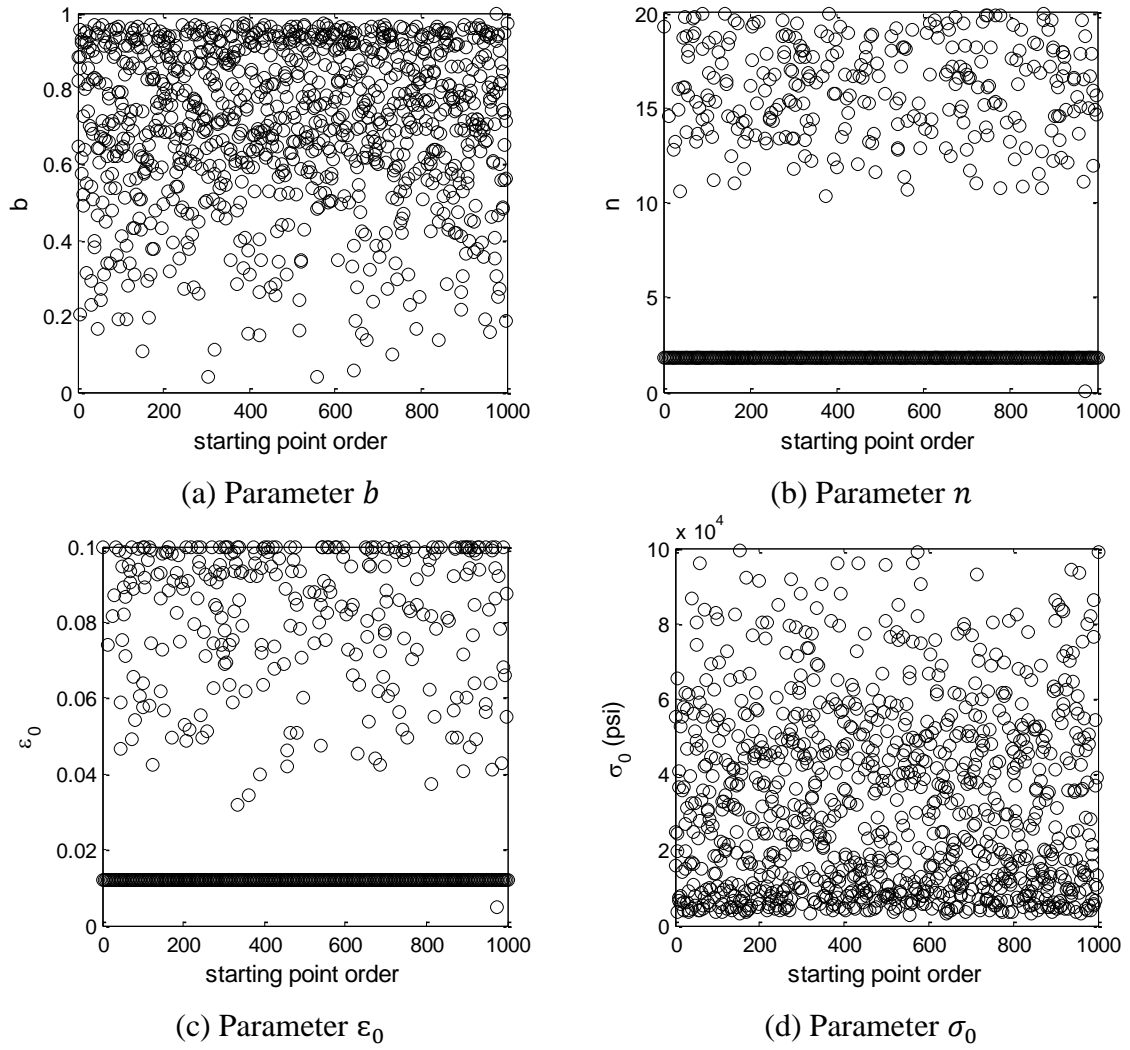 1
0.8
0.6
0.4
0.2
0
b
0 200 400 600 800 1000
starting point order
(a) Parameter b
20
15
10
5
0
n
0 200 400 600 800 1000
starting point order
(b) Parameter n
0.1
0.08
0.06
0.04
0.02
0
ε0
0 200 400 600 800 1000
starting point order
(c) Parameter ε0
x 10^4
10
8
6
4
2
0
σ0 (psi)
0 200 400 600 800 1000
starting point order
(d) Parameter σ0